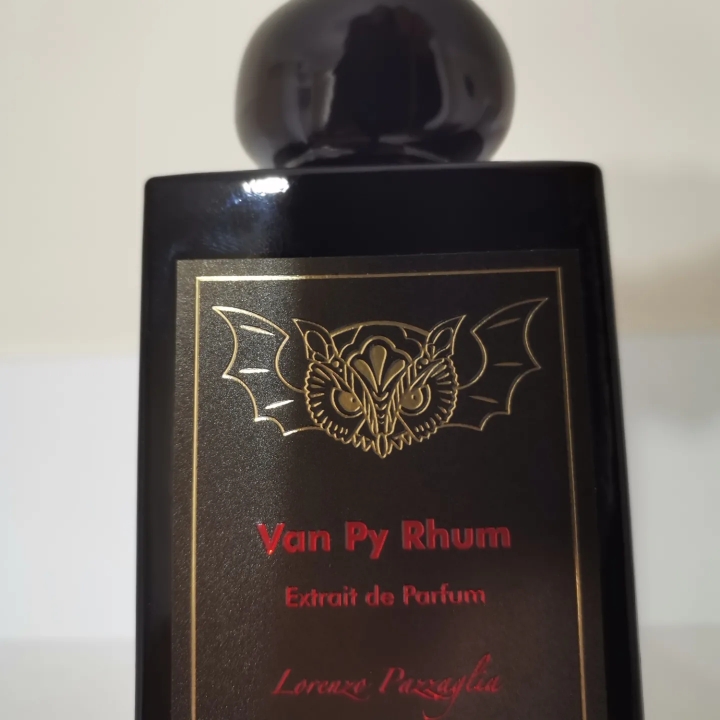 Van Py Rhum
Extrait de Parfum
Lorenzo Pazzaglia